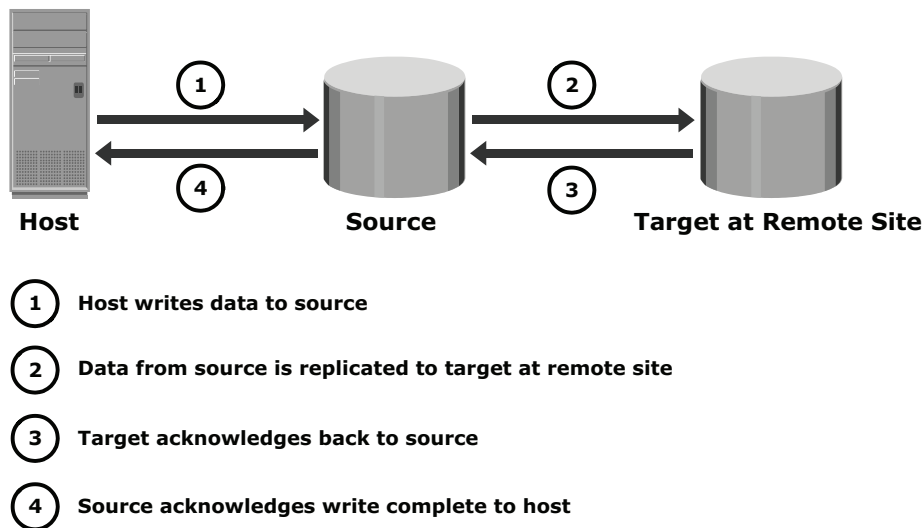 1
2
4
3
Host
Source
Target at Remote Site
1 Host writes data to source
2 Data from source is replicated to target at remote site
3 Target acknowledges back to source
4 Source acknowledges write complete to host